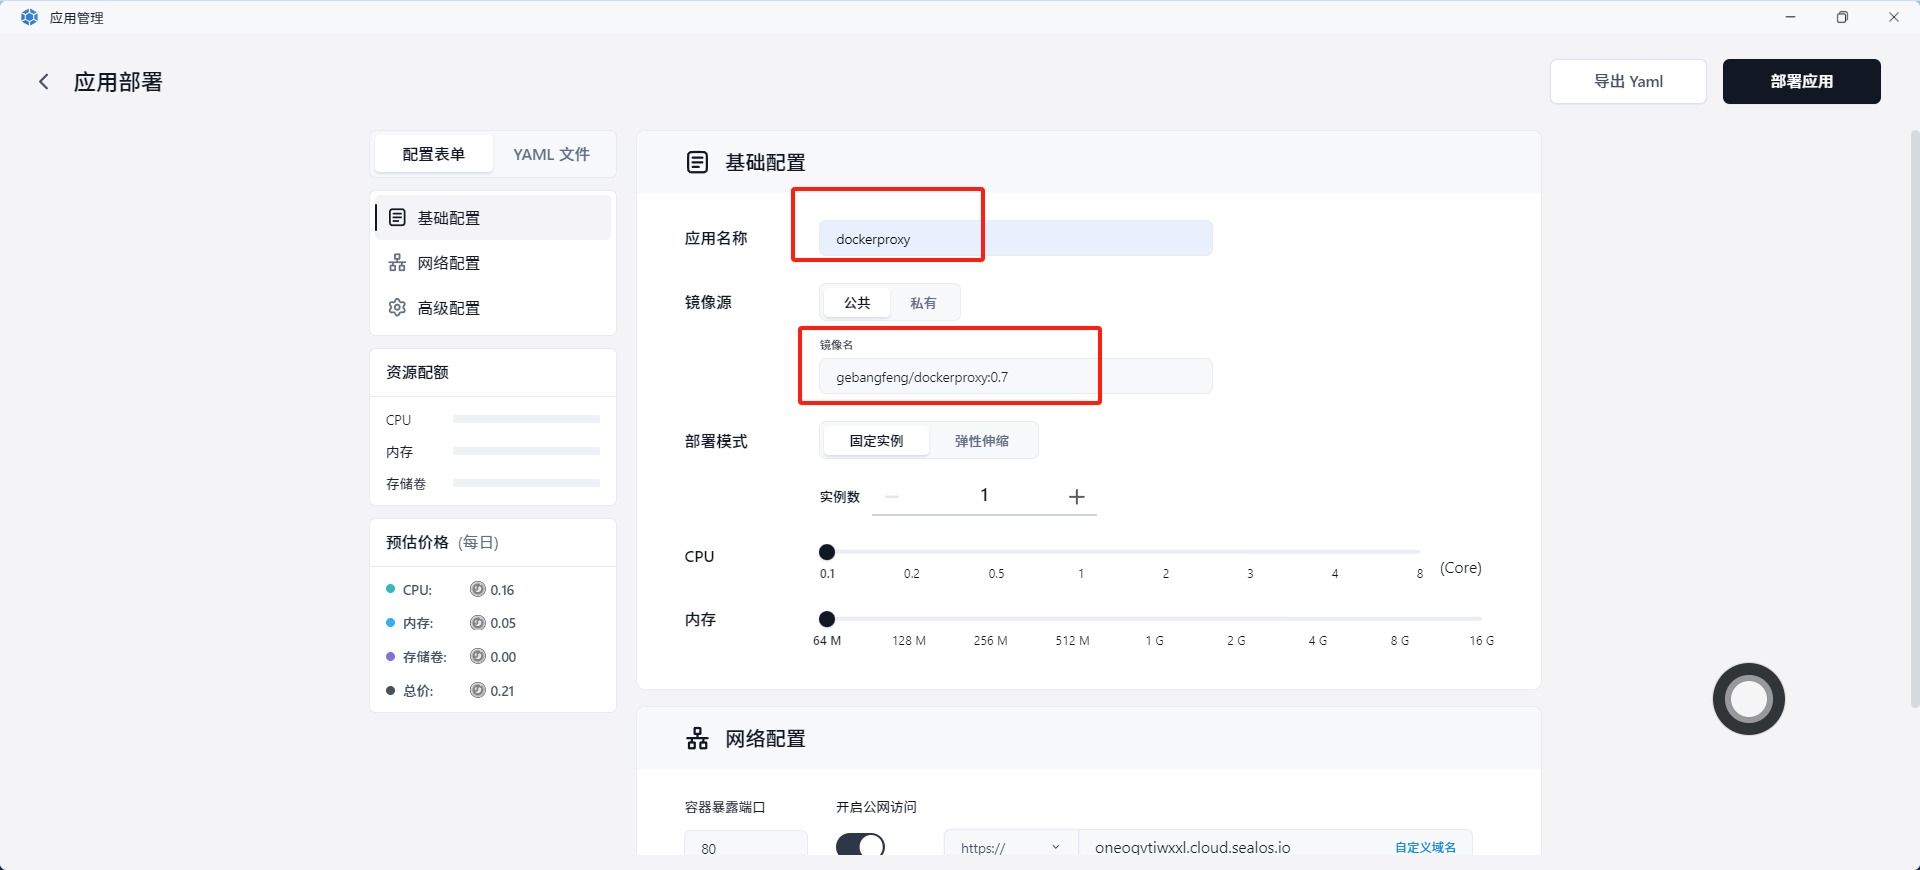 应用管理
应用部署
导出 Yaml
部署应用
配置表单
YAML 文件
基础配置
网络配置
高级配置
资源配额
CPU
内存
存储卷
预估价格 (每日)
CPU: 0.16
内存: 0.05
存储卷: 0.00
总价: 0.21
基础配置
应用名称
dockerproxy
镜像源
公共
私有
镜像名
gebangfeng/dockerproxy:0.7
部署模式
固定实例
弹性伸缩
实例数
1
CPU
0.1 0.2 0.5 1 2 3 4 8
(Core)
内存
64 M 128 M 256 M 512 M 1 G 2 G 4 G 8 G 16 G
网络配置
容器暴露端口
开启公网访问
80
https://
oneoqvtiwxxl.cloud.sealos.io
自定义域名